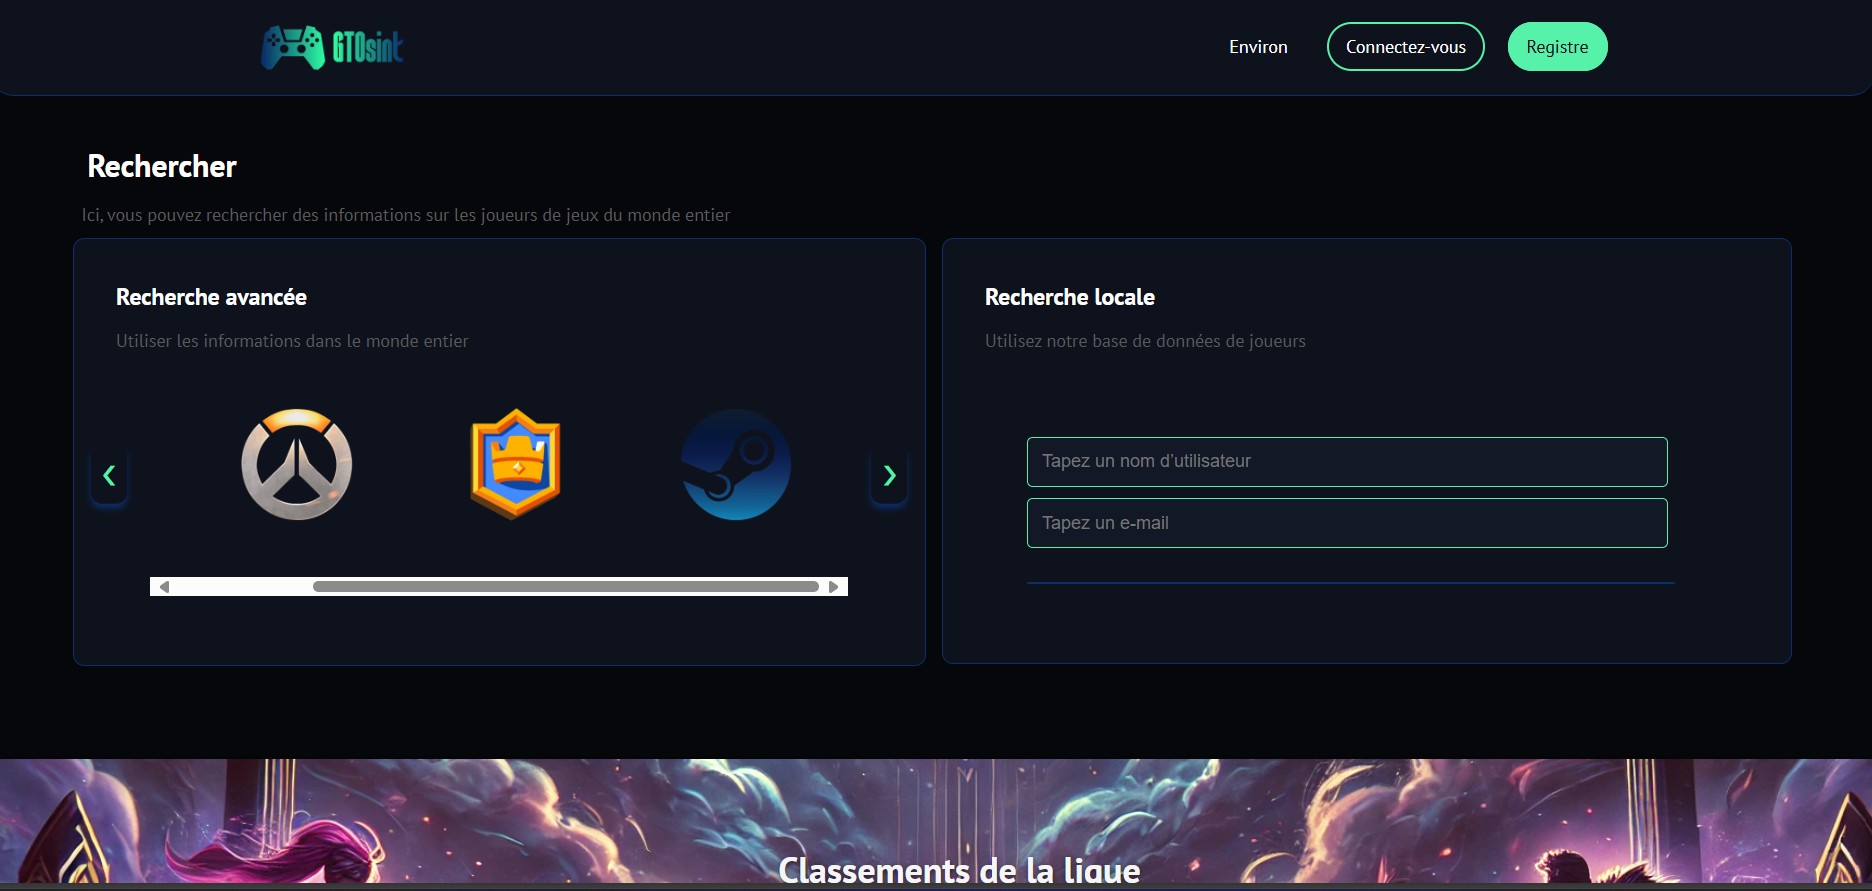 GTOsint
Environ
Connectez-vous
Registre
Rechercher
Ici, vous pouvez rechercher des informations sur les joueurs de jeux du monde entier
Recherche avancée
Utiliser les informations dans le monde entier
Recherche locale
Utilisez notre base de données de joueurs
Tapez un nom d'utilisateur
Tapez un e-mail
Classements de la ligue